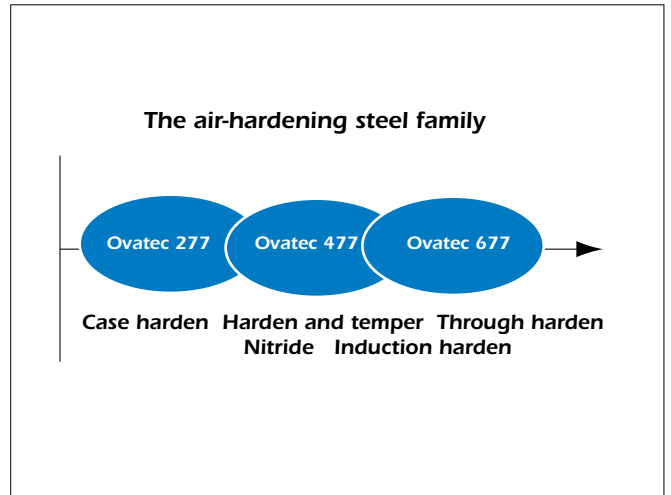 The air-hardening steel family
Ovatec 277 Ovatec 477 Ovatec 677
Case harden Harden and temper Through harden
Nitride Induction harden